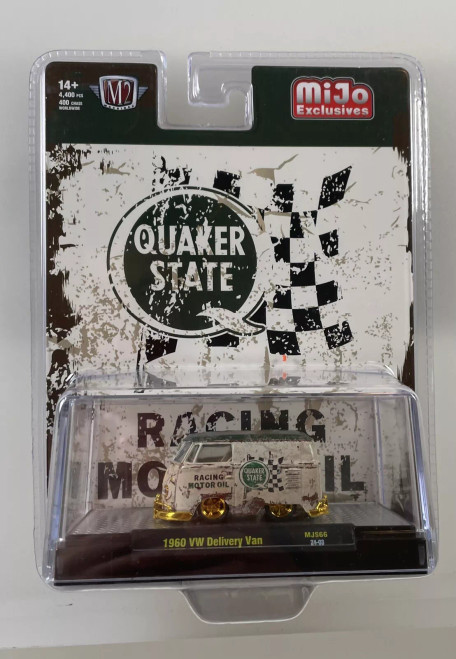 14+
4,400 PCS
400 CHASE
WORLDWIDE
M2
MACHINES
MiJo
Exclusives
QUAKER
STATE
RACING
MOTOR OIL
RACING
MOTOR OIL
QUAKER
STATE
1960 VW Delivery Van
MJS66